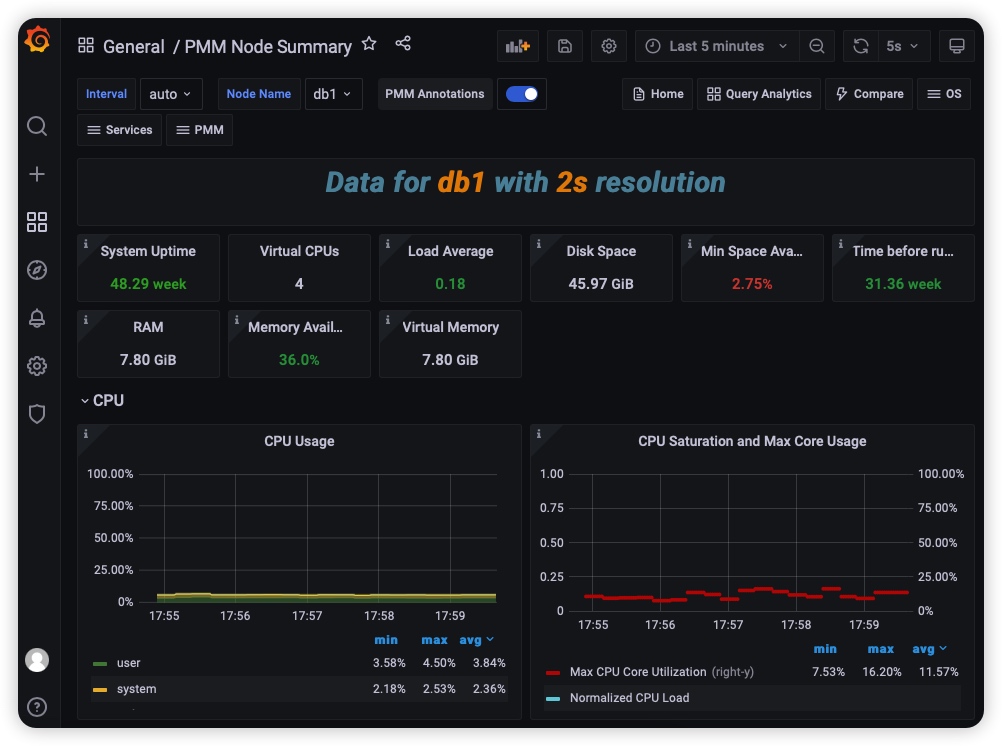 General / PMM Node Summary
Last 5 minutes
5s
Interval
auto
Node Name
db1
PMM Annotations
Home
Query Analytics
Compare
OS
Services
PMM
Data for db1 with 2s resolution
System Uptime
48.29 week
Virtual CPUs
4
Load Average
0.18
Disk Space
45.97 GiB
Min Space Ava...
2.75%
Time before ru...
31.36 week
RAM
7.80 GiB
Memory Avail...
36.0%
Virtual Memory
7.80 GiB
CPU
CPU Usage
100.00%
75.00%
50.00%
25.00%
0%
17:55 17:56 17:57 17:58 17:59
min max avg
user 3.58% 4.50% 3.84%
system 2.18% 2.53% 2.36%
CPU Saturation and Max Core Usage
1.00 100.00%
0.75 75.00%
0.50 50.00%
0.25 25.00%
0 0%
17:55 17:56 17:57 17:58 17:59
min max avg
Max CPU Core Utilization (right-y) 7.53% 16.20% 11.57%
Normalized CPU Load